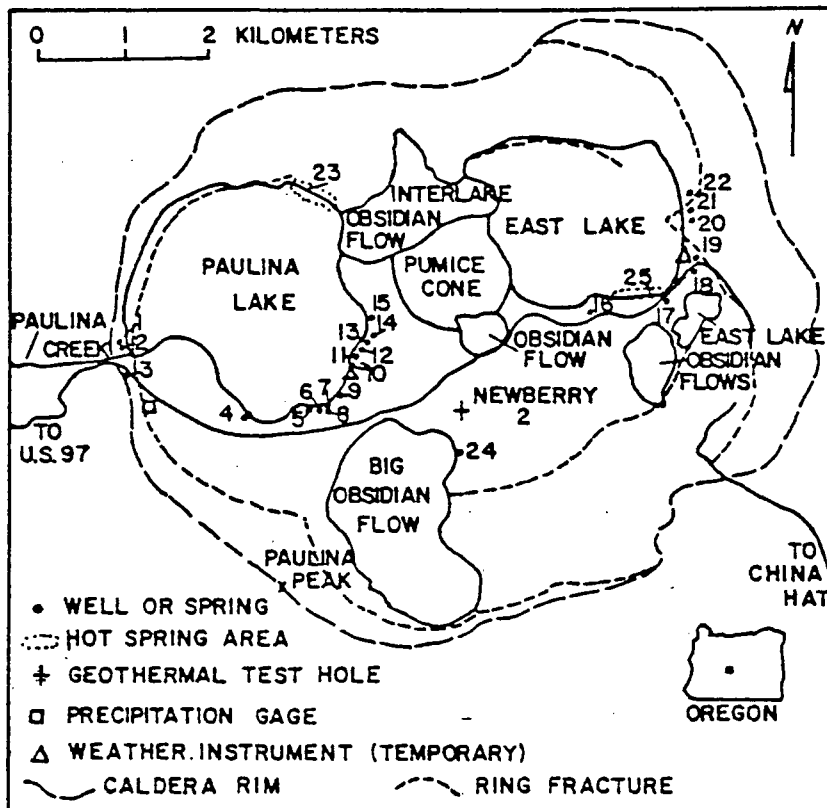 0 1 2 KILOMETERS
N
23
INTERLAKE
OBSIDIAN
FLOW
EAST LAKE
22
21
20
19
18
PAULINA
LAKE
PUMICE
CONE
25
16
17
15
14
13
12
11
10
9
PAULINA
CREEK
1
2
3
OBSIDIAN
FLOW
EAST LAKE
OBSIDIAN
FLOWS
6
7
4
5
8
NEWBERRY
2
TO
U.S. 97
24
BIG
OBSIDIAN
FLOW
PAULINA
PEAK
TO
CHINA
HAT
WELL OR SPRING
HOT SPRING AREA
GEOTHERMAL TEST HOLE
PRECIPITATION GAGE
WEATHER. INSTRUMENT (TEMPORARY)
CALDERA RIM
RING FRACTURE
OREGON